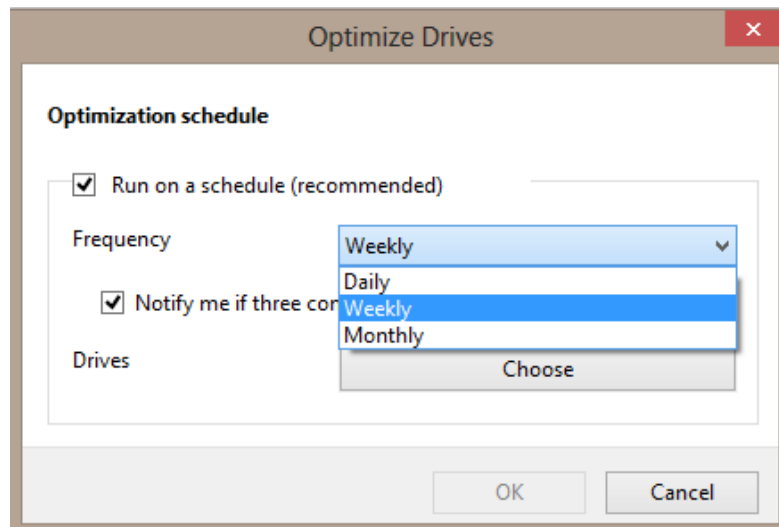 Optimize Drives
Optimization schedule
Run on a schedule (recommended)
Frequency
Weekly
Daily
Weekly
Monthly
Notify me if three
Drives
Choose
OK
Cancel